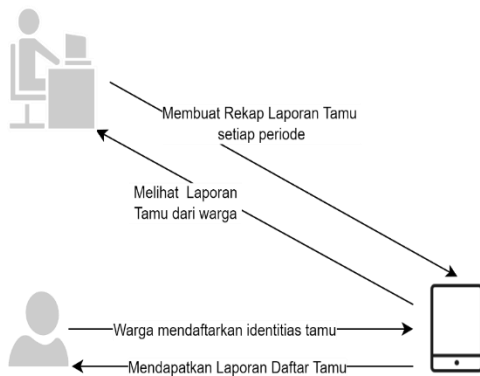 Membuat Rekap Laporan Tamu
setiap periode
Melihat Laporan
Tamu dari warga
Warga mendaftarkan identitias tamu
Mendapatkan Laporan Daftar Tamu